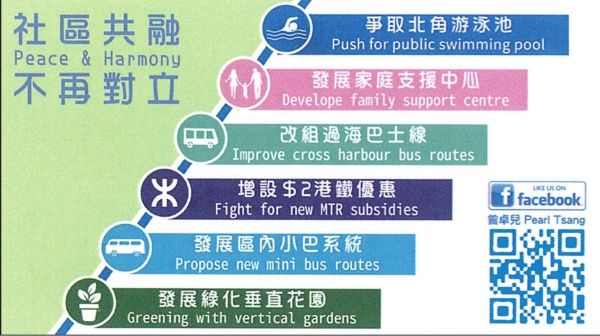 社區共融
Peace & Harmony
不再對立
爭取北角游泳池
Push for public swimming pool
發展家庭支援中心
Develope family support centre
改組過海巴士線
Improve cross harbour bus routes
增設$2港鐵優惠
Fight for new MTR subsidies
發展區內小巴系統
Propose new mini bus routes
發展綠化垂直花園
Greening with vertical gardens
LIKE US ON
facebook
曾卓兒 Pearl Tsang